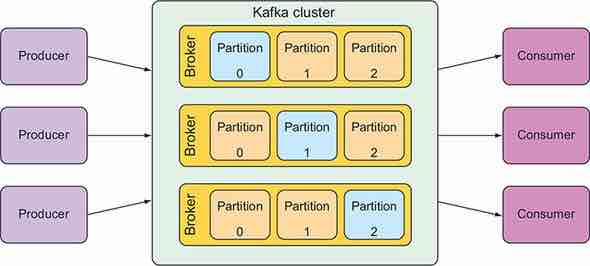 Kafka cluster
Producer
Broker
Partition
0
Partition
1
Partition
2
Consumer
Producer
Broker
Partition
0
Partition
1
Partition
2
Consumer
Producer
Broker
Partition
0
Partition
1
Partition
2
Consumer